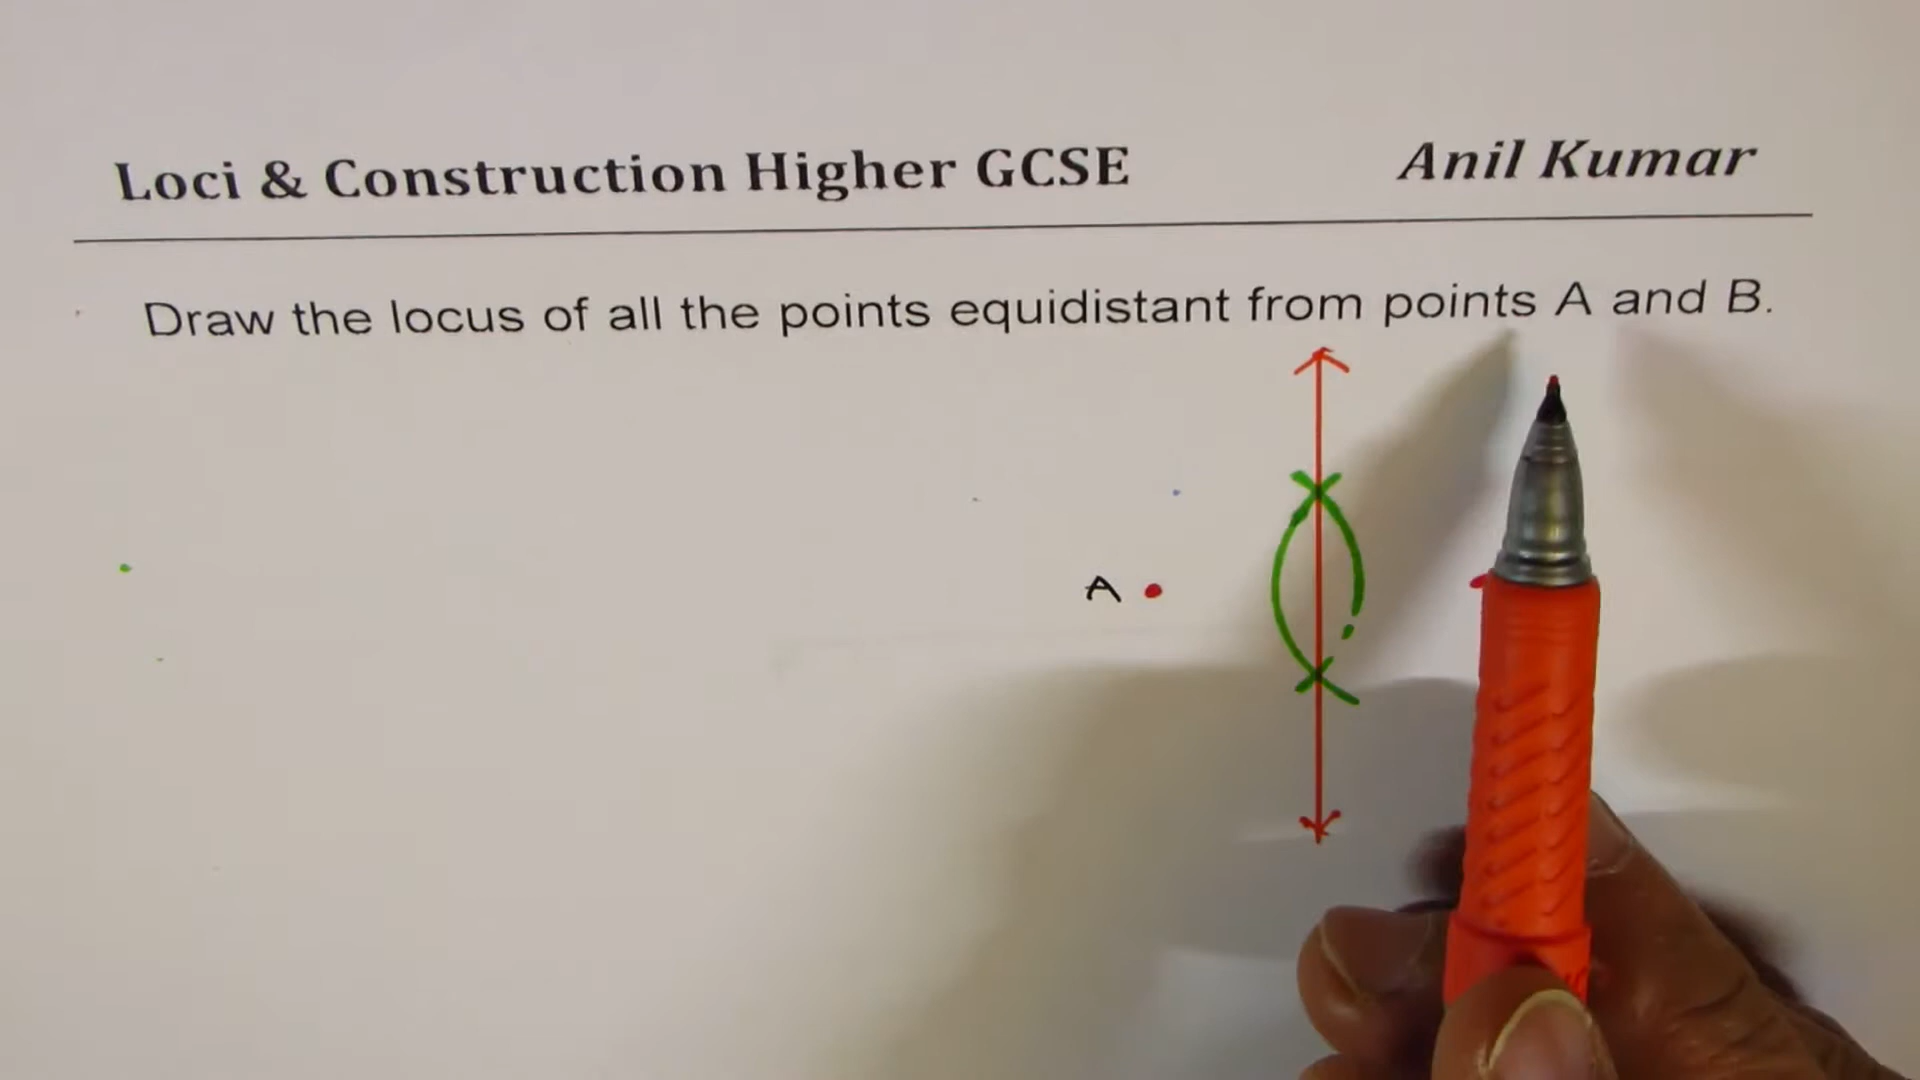 Loci & Construction Higher GCSE Anil Kumar
Draw the locus of all the points equidistant from points A and B.
A